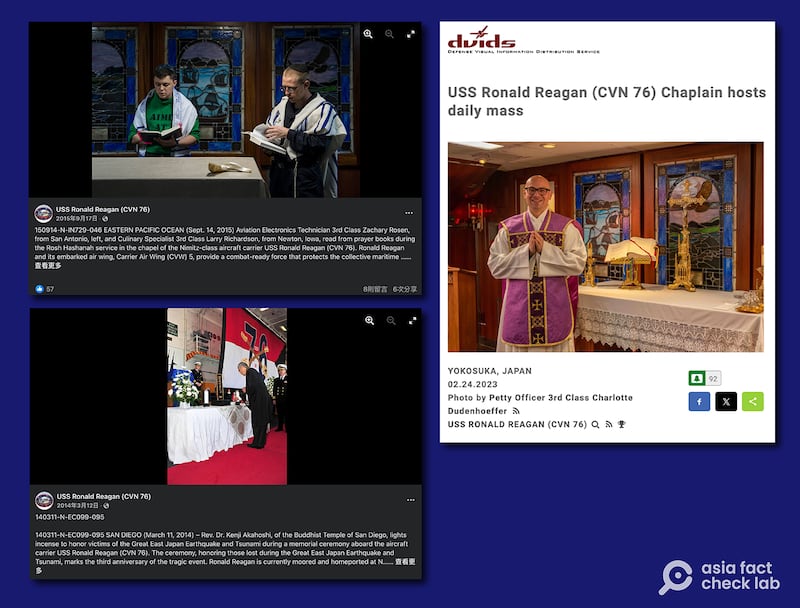 USS Ronald Reagan (CVN 76)
2015年9月17日
150914-N-IN729-046 EASTERN PACIFIC OCEAN (Sept. 14, 2015) Aviation Electronics Technician 3rd Class Zachary Rosen,
from San Antonio, left, and Culinary Specialist 3rd Class Larry Richardson, from Newton, Iowa, read from prayer books during
the Rosh Hashanah service in the chapel of the Nimitz-class aircraft carrier USS Ronald Reagan (CVN 76). Ronald Reagan
and its embarked air wing, Carrier Air Wing (CVW) 5, provide a combat-ready force that protects the collective maritime ......
查看更多
57
8則留言 6次分享
USS Ronald Reagan (CVN 76)
2014年3月12日
140311-N-EC099-095
140311-N-EC099-095 SAN DIEGO (March 11, 2014) – Rev. Dr. Kenji Akahoshi, of the Buddhist Temple of San Diego, lights
incense to honor victims of the Great East Japan Earthquake and Tsunami during a memorial ceremony aboard the aircraft
carrier USS Ronald Reagan (CVN 76). The ceremony, honoring those lost during the Great East Japan Earthquake and
Tsunami, marks the third anniversary of the tragic event. Ronald Reagan is currently moored and homeported at N...... 查看更
多
dvids
DEFENSE VISUAL INFORMATION DISTRIBUTION SERVICE
USS Ronald Reagan (CVN 76) Chaplain hosts
daily mass
YOKOSUKA, JAPAN
02.24.2023
Photo by Petty Officer 3rd Class Charlotte
Dudenhoeffer
USS RONALD REAGAN (CVN 76)
92
asia fact
check lab